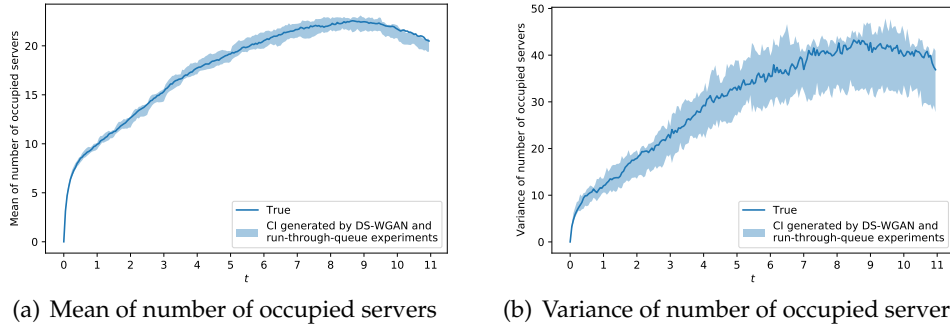 Mean of number of occupied servers
20
15
10
5
0
True
CI generated by DS-WGAN and
run-through-queue experiments
0 1 2 3 4 5 6 7 8 9 10 11
t
(a) Mean of number of occupied servers
Variance of number of occupied servers
50
40
30
20
10
0
True
CI generated by DS-WGAN and
run-through-queue experiments
0 1 2 3 4 5 6 7 8 9 10 11
t
(b) Variance of number of occupied server